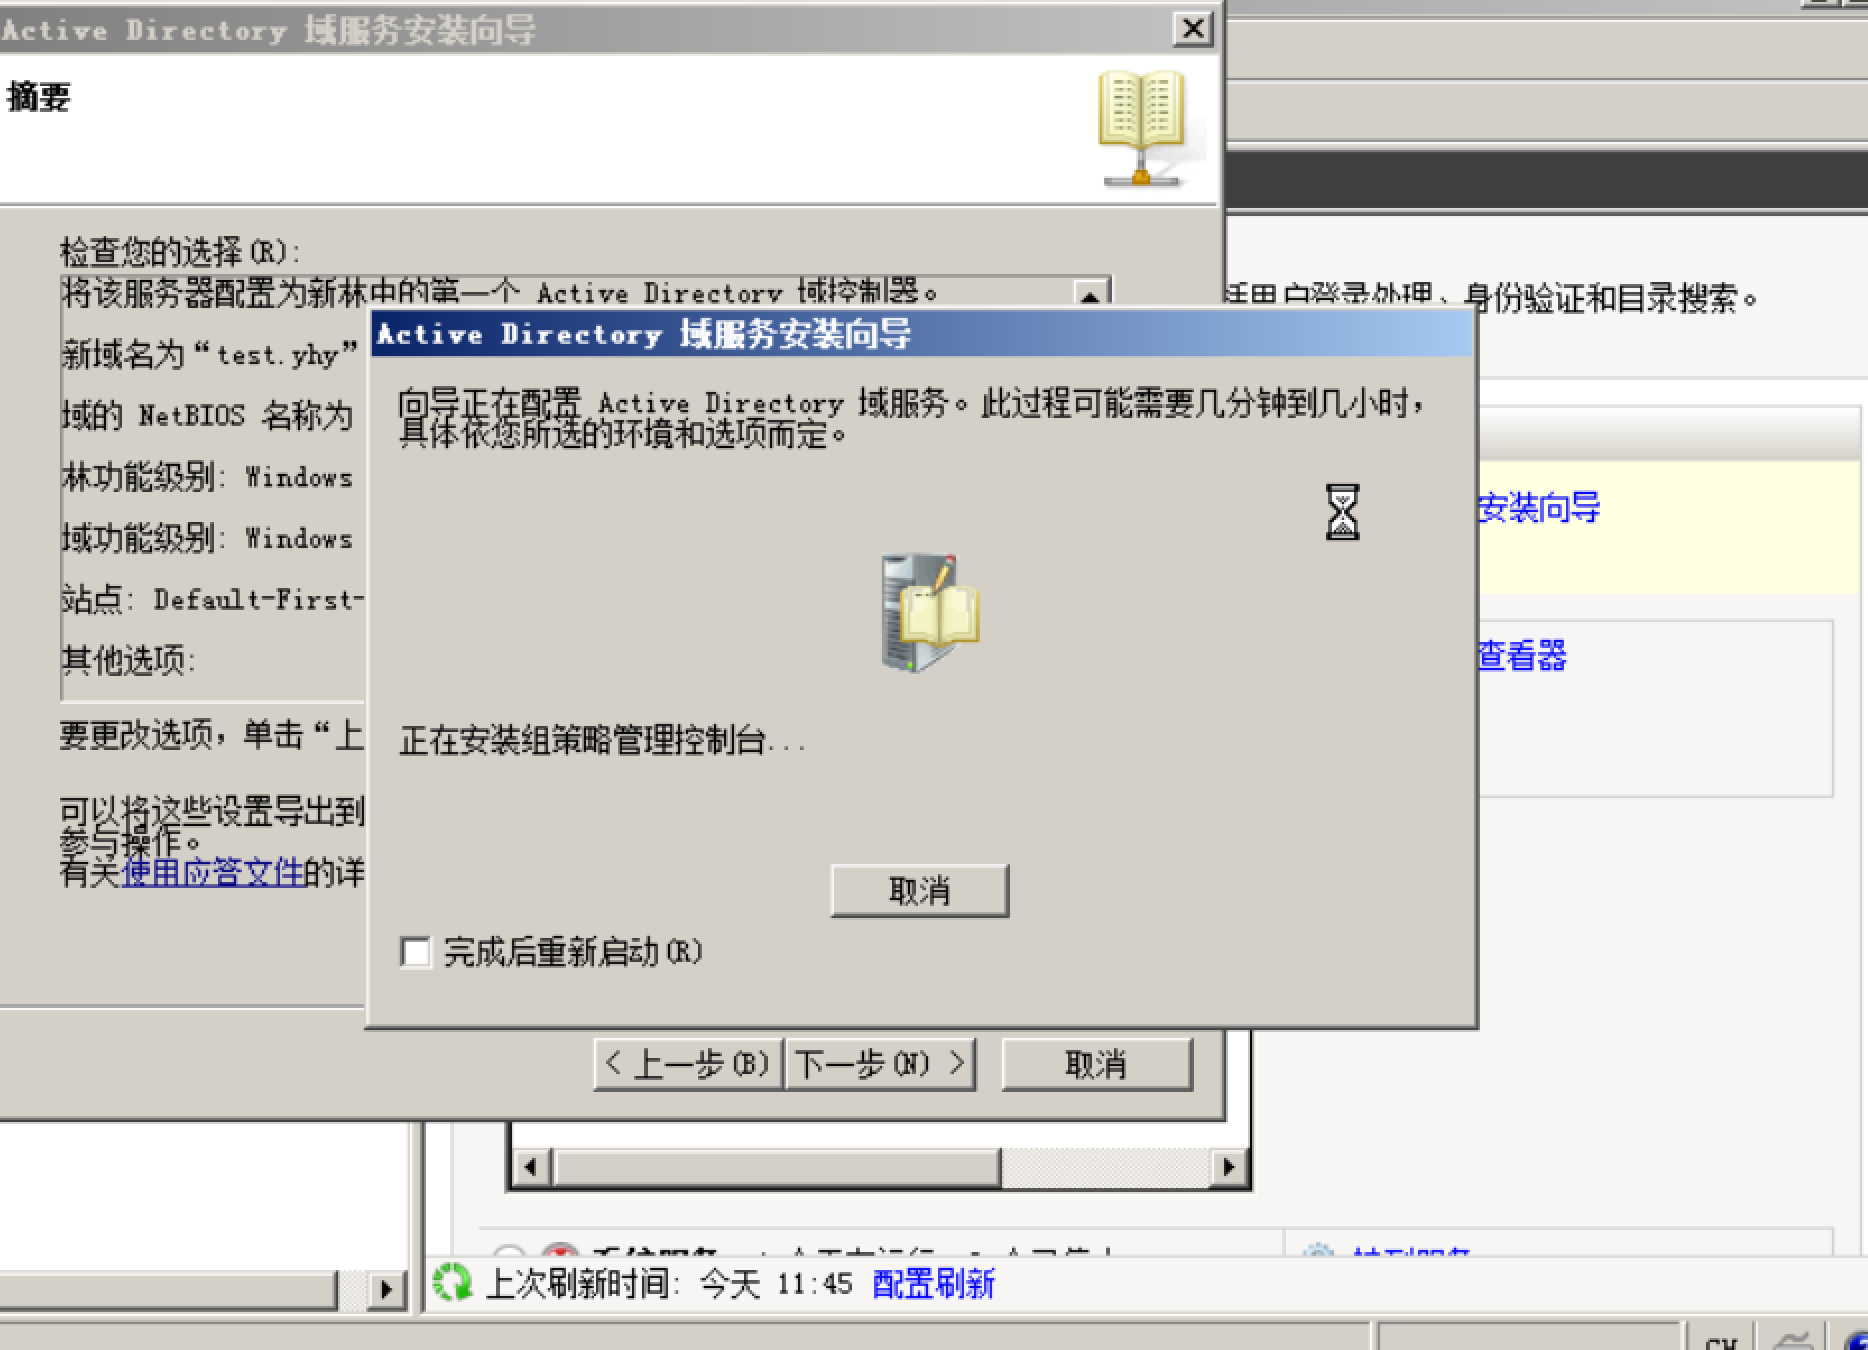 Active Directory 域服务安装向导
摘要
检查您的选择(R):
将该服务器配置为新林中的第一个 Active Directory 域控制器。
新域名为“test.yhy”
域的 NetBIOS 名称为
林功能级别: Windows
域功能级别: Windows
站点: Default-First-
其他选项:
要更改选项，单击“上
可以将这些设置导出到
参与操作。
有关使用应答文件的详
< 上一步(B)
下一步(N) >
取消
Active Directory 域服务安装向导
向导正在配置 Active Directory 域服务。此过程可能需要几分钟到几小时，
具体依您所选的环境和选项而定。
正在安装组策略管理控制台...
取消
完成后重新启动(R)
括用户登录处理、身份验证和目录搜索。
安装向导
查看器
上次刷新时间: 今天 11:45 配置刷新